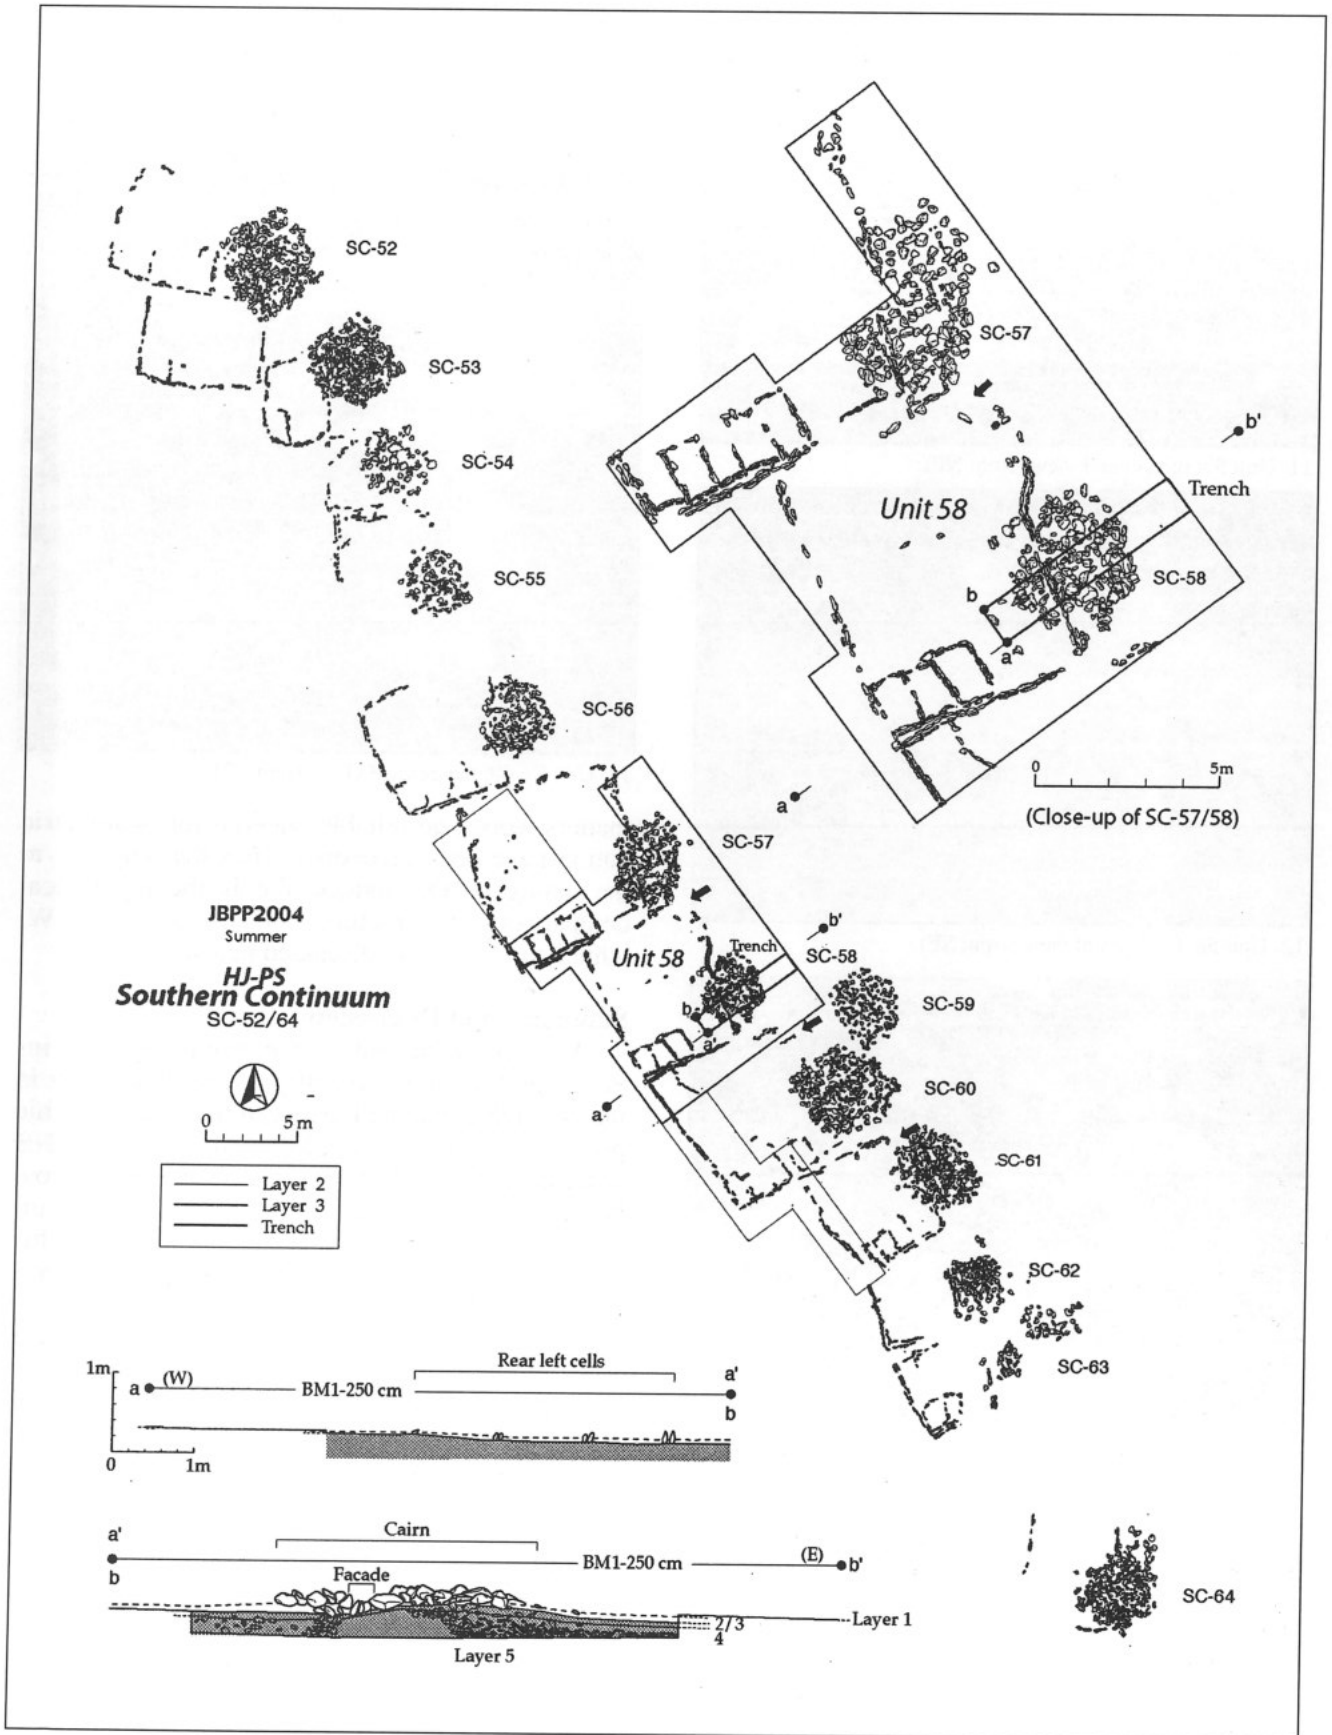 SC-52
SC-53
SC-54
SC-55
SC-56
SC-57
b'
Trench
Unit 58
SC-58
b
a'
0 5m
a
(Close-up of SC-57/58)
SC-57
b'
Trench
SC-58
Unit 58
b
a'
a
SC-59
SC-60
SC-61
SC-62
SC-63
SC-64
JBPP2004
Summer
HJ-PS
Southern Continuum
SC-52/64
0 5m
Layer 2
Layer 3
Trench
1m
a (W)
BM1-250 cm
Rear left cells
a'
b
0 1m
a'
b
Cairn
BM1-250 cm
(E) b'
Façade
Layer 1
2/3
4
Layer 5